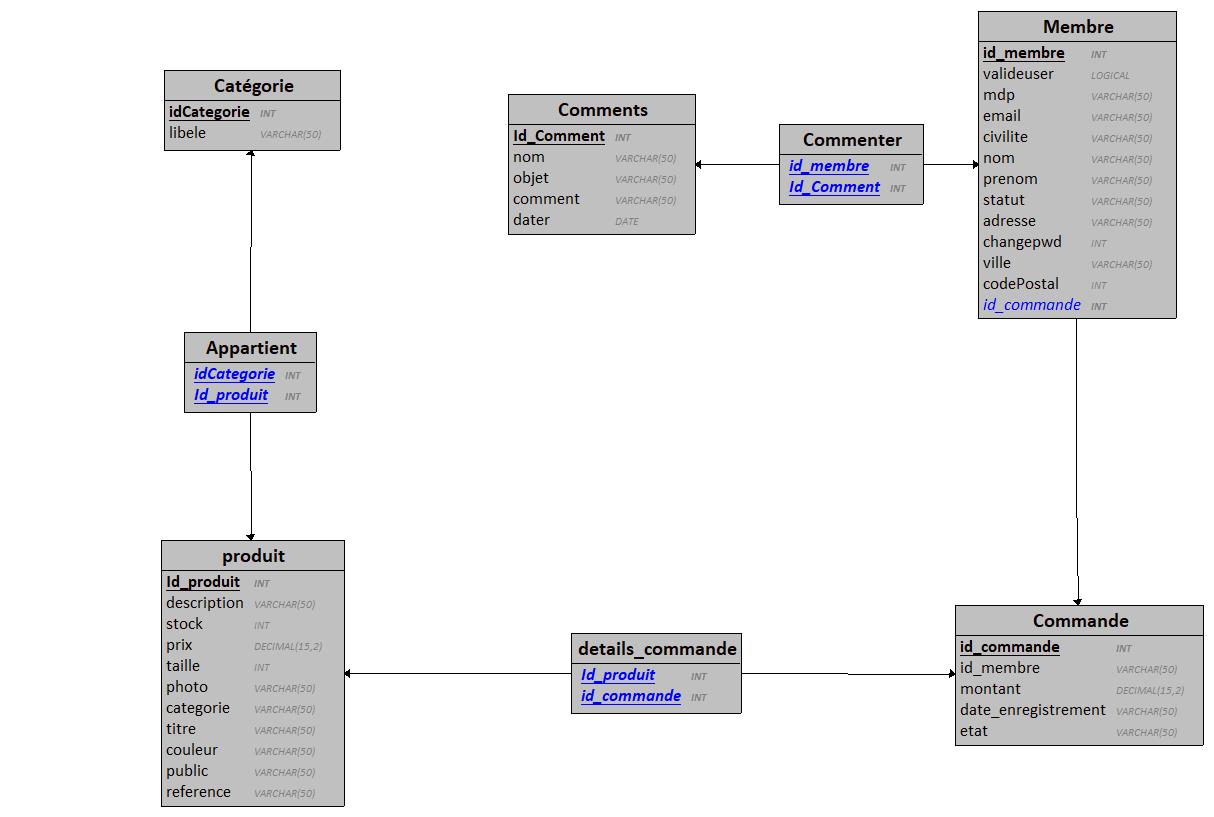 Catégorie
idCategorie INT
libele VARCHAR(50)
Comments
Id_Comment INT
nom VARCHAR(50)
objet VARCHAR(50)
comment VARCHAR(50)
dater DATE
Commenter
id_membre INT
Id_Comment INT
Membre
id_membre INT
valideuser LOGICAL
mdp VARCHAR(50)
email VARCHAR(50)
civilite VARCHAR(50)
nom VARCHAR(50)
prenom VARCHAR(50)
statut VARCHAR(50)
adresse VARCHAR(50)
changepwd INT
ville VARCHAR(50)
codePostal INT
id_commande INT
Appartient
idCategorie INT
Id_produit INT
produit
Id_produit INT
description VARCHAR(50)
stock INT
prix DECIMAL(15,2)
taille INT
photo VARCHAR(50)
categorie VARCHAR(50)
titre VARCHAR(50)
couleur VARCHAR(50)
public VARCHAR(50)
reference VARCHAR(50)
details_commande
Id_produit INT
id_commande INT
Commande
id_commande INT
id_membre VARCHAR(50)
montant DECIMAL(15,2)
date_enregistrement VARCHAR(50)
etat VARCHAR(50)